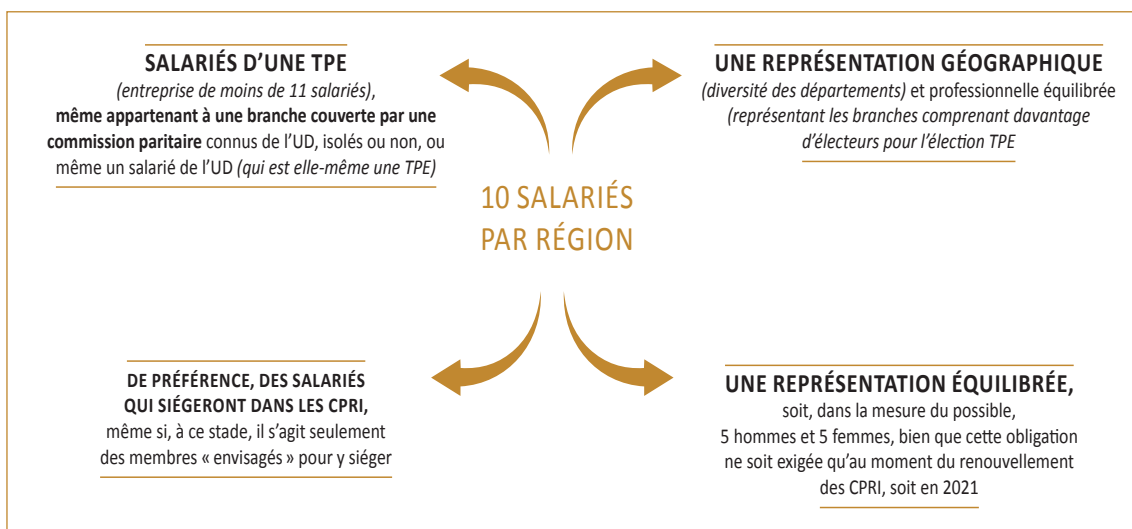 SALARIÉS D’UNE TPE
(entreprise de moins de 11 salariés),
même appartenant à une branche couverte par une
commission paritaire connus de l’UD, isolés ou non, ou
même un salarié de l’UD (qui est elle-même une TPE)
UNE REPRÉSENTATION GÉOGRAPHIQUE
(diversité des départements) et professionnelle équilibrée
(représentant les branches comprenant davantage
d’électeurs pour l’élection TPE
10 SALARIÉS
PAR RÉGION
DE PRÉFÉRENCE, DES SALARIÉS
QUI SIÉGERONT DANS LES CPRI,
même si, à ce stade, il s’agit seulement
des membres « envisagés » pour y siéger
UNE REPRÉSENTATION ÉQUILIBRÉE,
soit, dans la mesure du possible,
5 hommes et 5 femmes, bien que cette obligation
ne soit exigée qu’au moment du renouvellement
des CPRI, soit en 2021